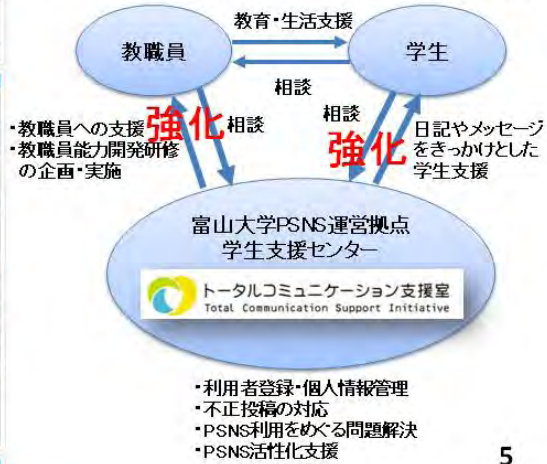 教育・生活支援
教職員
学生
相談
・教職員への支援
・教職員能力開発研修
の企画・実施
強化
相談
相談
強化
日記やメッセージ
をきっかけとした
学生支援
富山大学PSNS運営拠点
学生支援センター
トータルコミュニケーション支援室
Total Communication Support Initiative
・利用者登録・個人情報管理
・不正投稿の対応
・PSNS利用をめぐる問題解決
・PSNS活性化支援
5